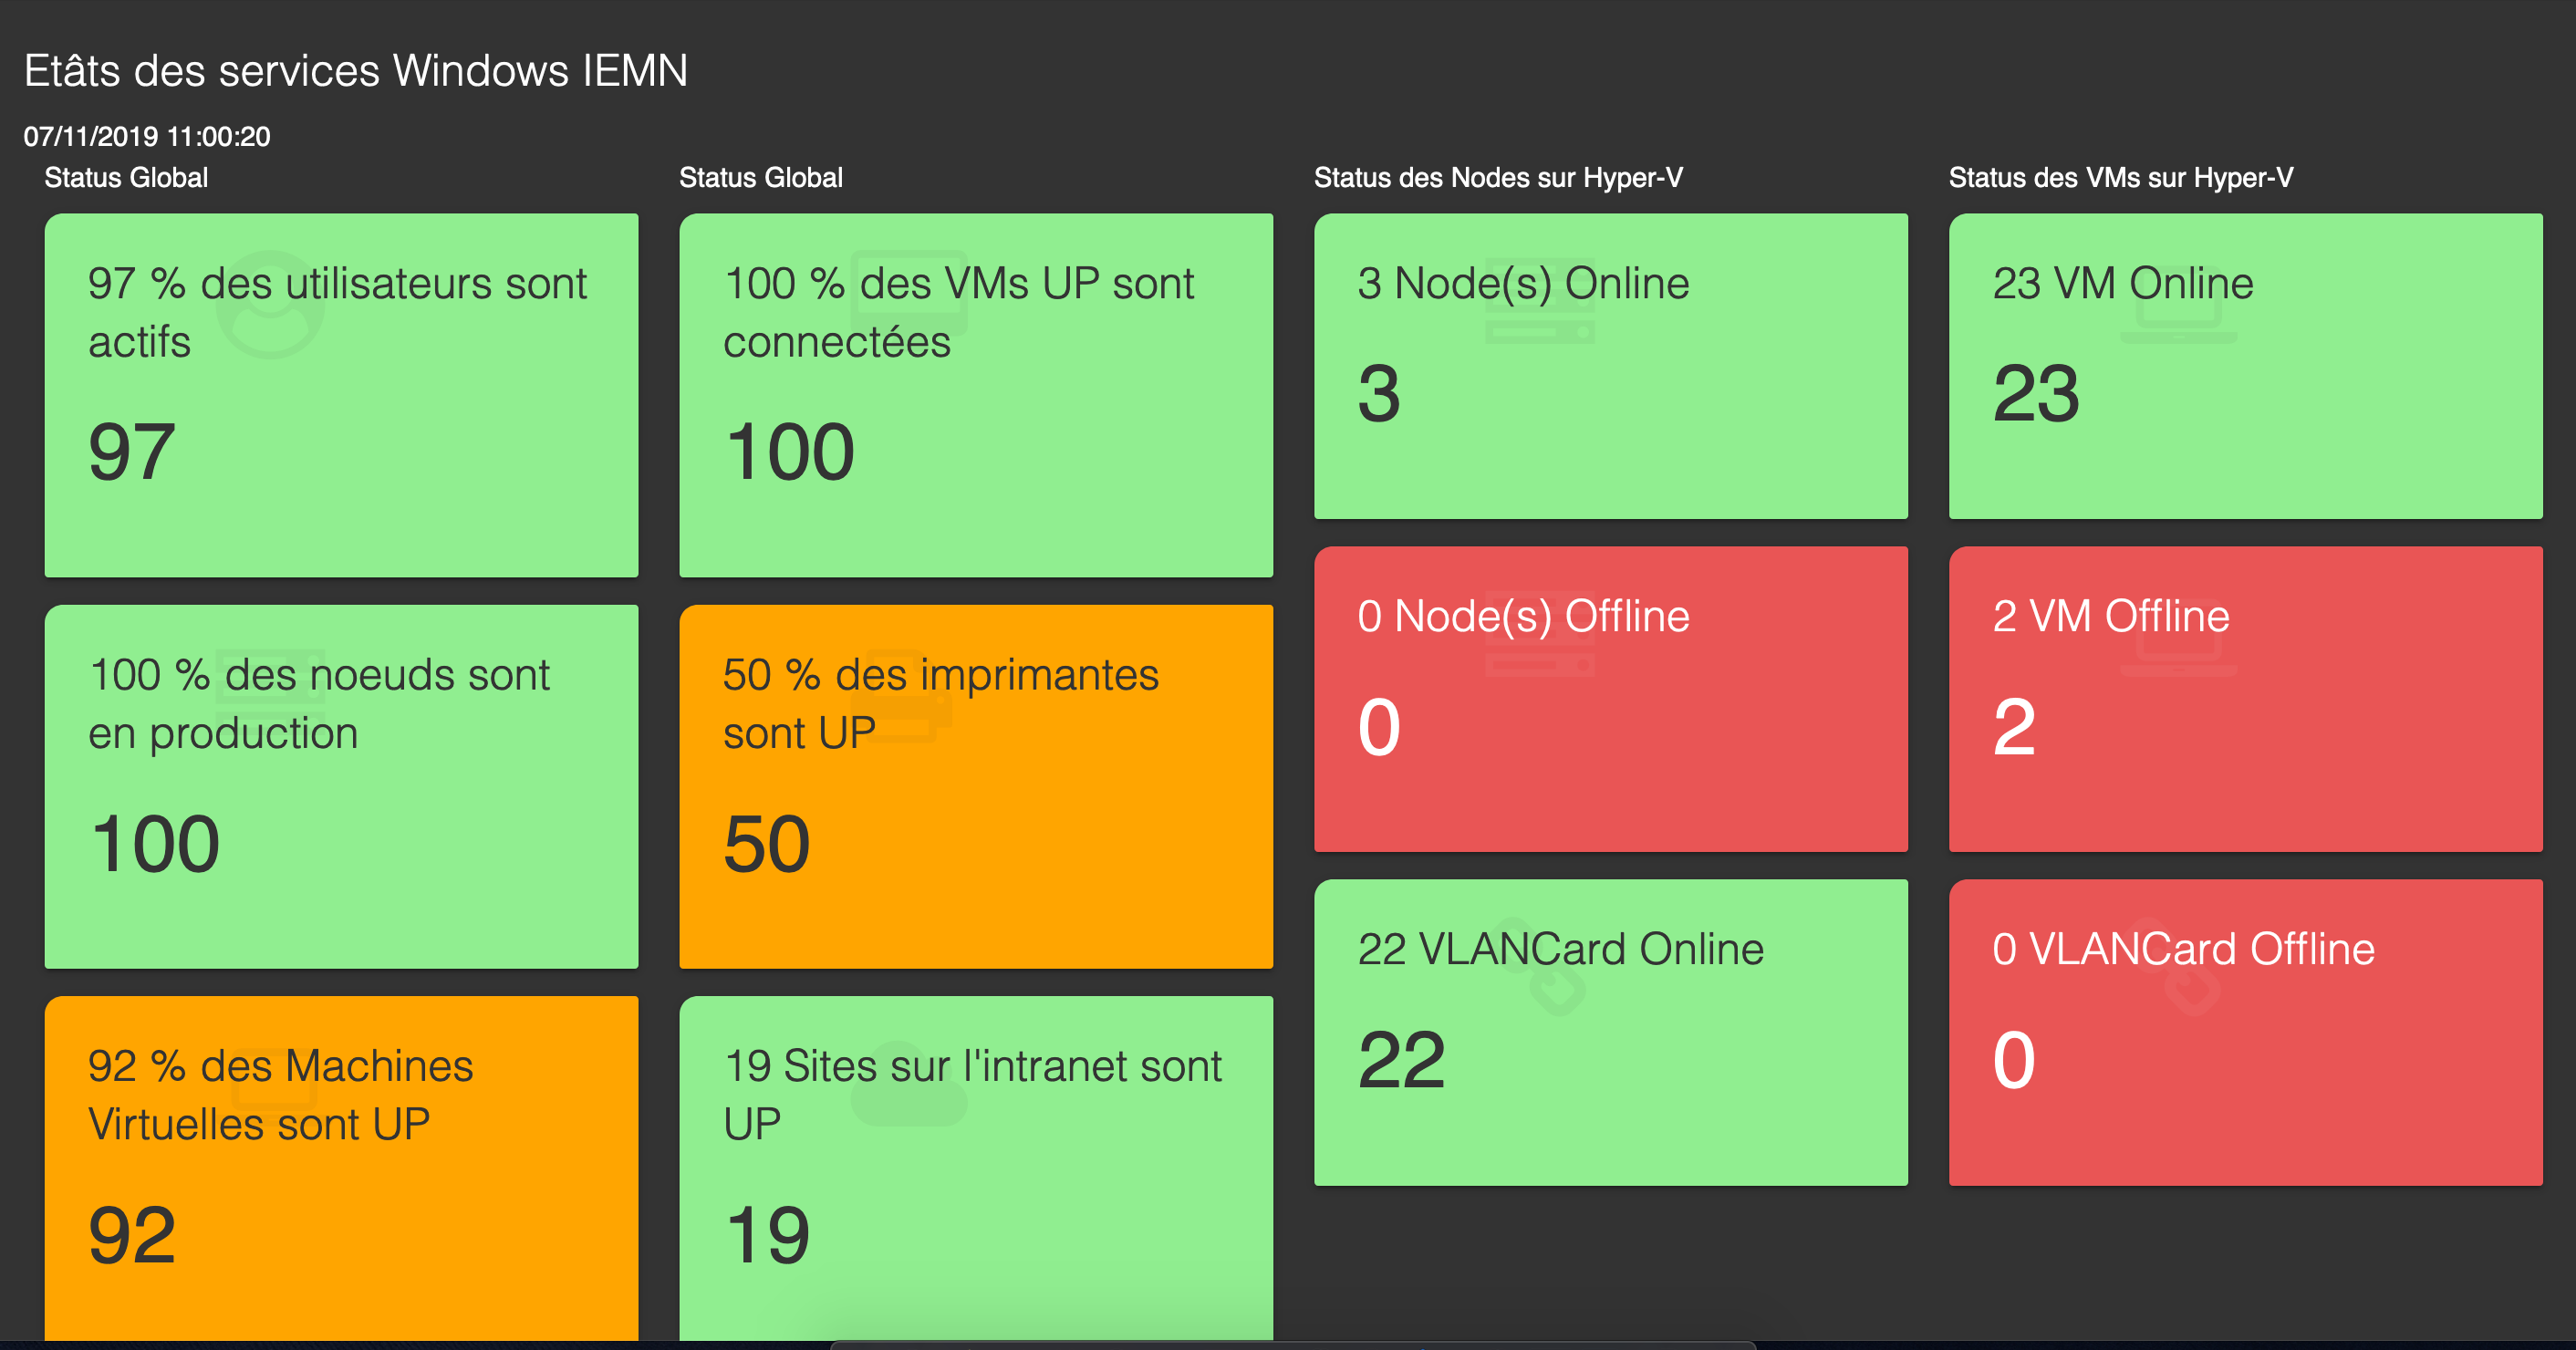 Etâts des services Windows IEMN
07/11/2019 11:00:20
Status Global
97 % des utilisateurs sont
actifs
97
100 % des noeuds sont
en production
100
92 % des Machines
Virtuelles sont UP
92
Status Global
100 % des VMs UP sont
connectées
100
50 % des imprimantes
sont UP
50
19 Sites sur l'intranet sont
UP
19
Status des Nodes sur Hyper-V
3 Node(s) Online
3
0 Node(s) Offline
0
22 VLANCard Online
22
Status des VMs sur Hyper-V
23 VM Online
23
2 VM Offline
2
0 VLANCard Offline
0